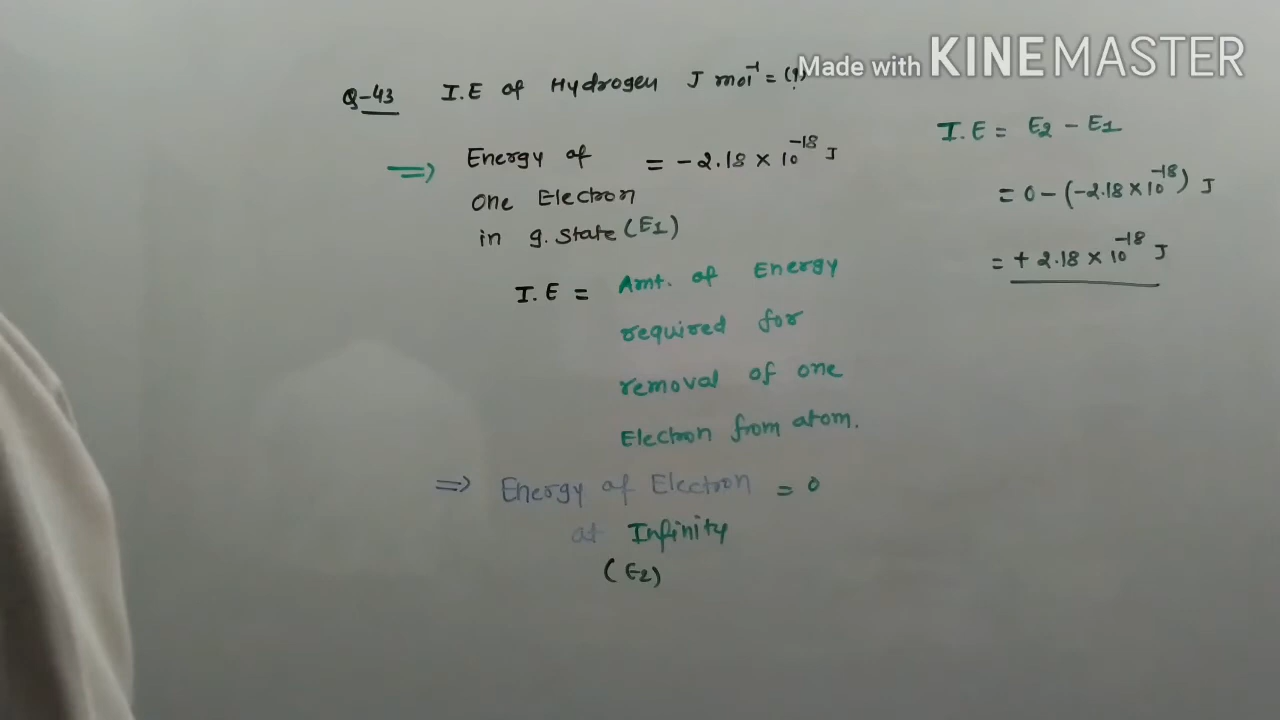 Made with KINEMASTER
Q-43 I.E of Hydrogen J mol⁻¹ = (?)
⇒ Energy of = - 2.18 × 10⁻¹⁸ J
one Electron
in g. state (E1)
I.E = Amt. of Energy
required for
removal of one
Electron from atom.
⇒ Energy of Electron = 0
at Infinity
(E2)
I.E = E2 - E1
= 0 - (-2.18 × 10⁻¹⁸) J
= + 2.18 × 10⁻¹⁸ J